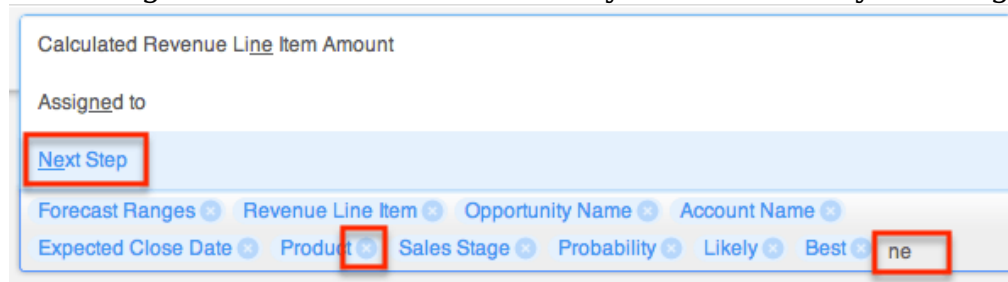 Calculated Revenue Line Item Amount
Assigned to
Next Step
Forecast Ranges Revenue Line Item Opportunity Name Account Name
Expected Close Date Product Sales Stage Probability Likely Best ne